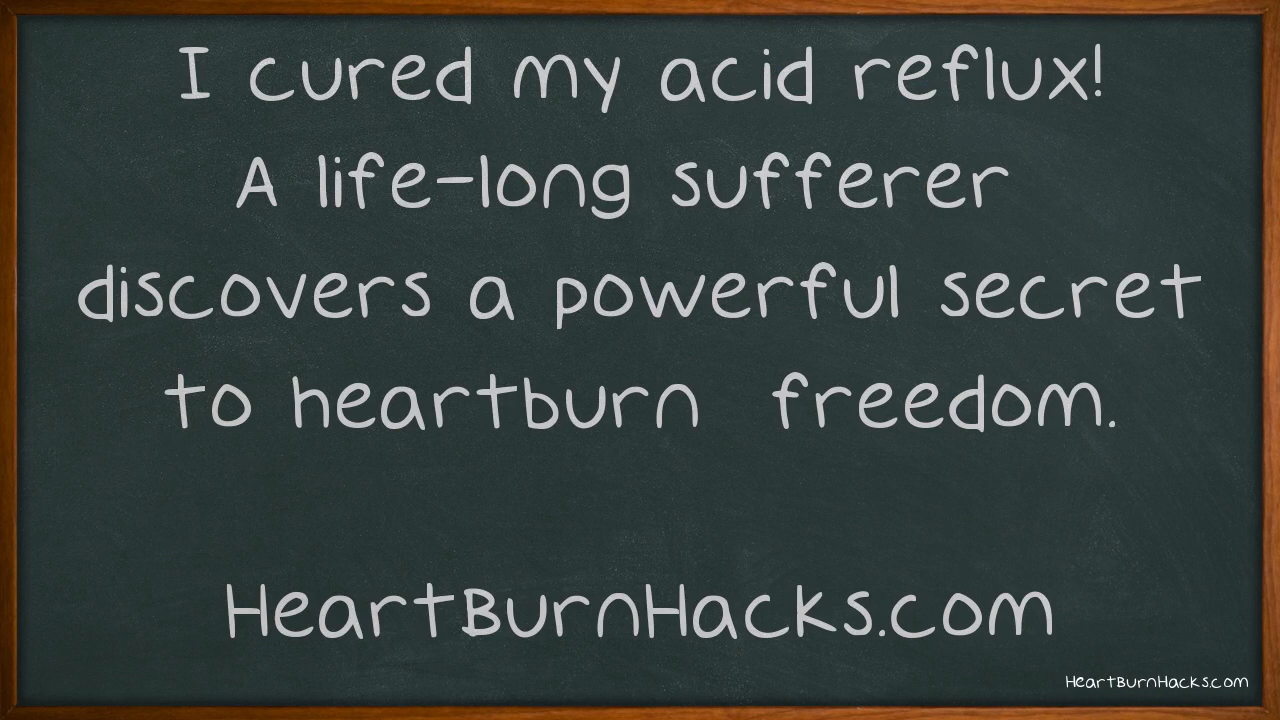 I cured my acid reflux!
A life-long sufferer
discovers a powerful secret
to heartburn  freedom.
HeartBurnHacks.com
HeartBurnHacks.com